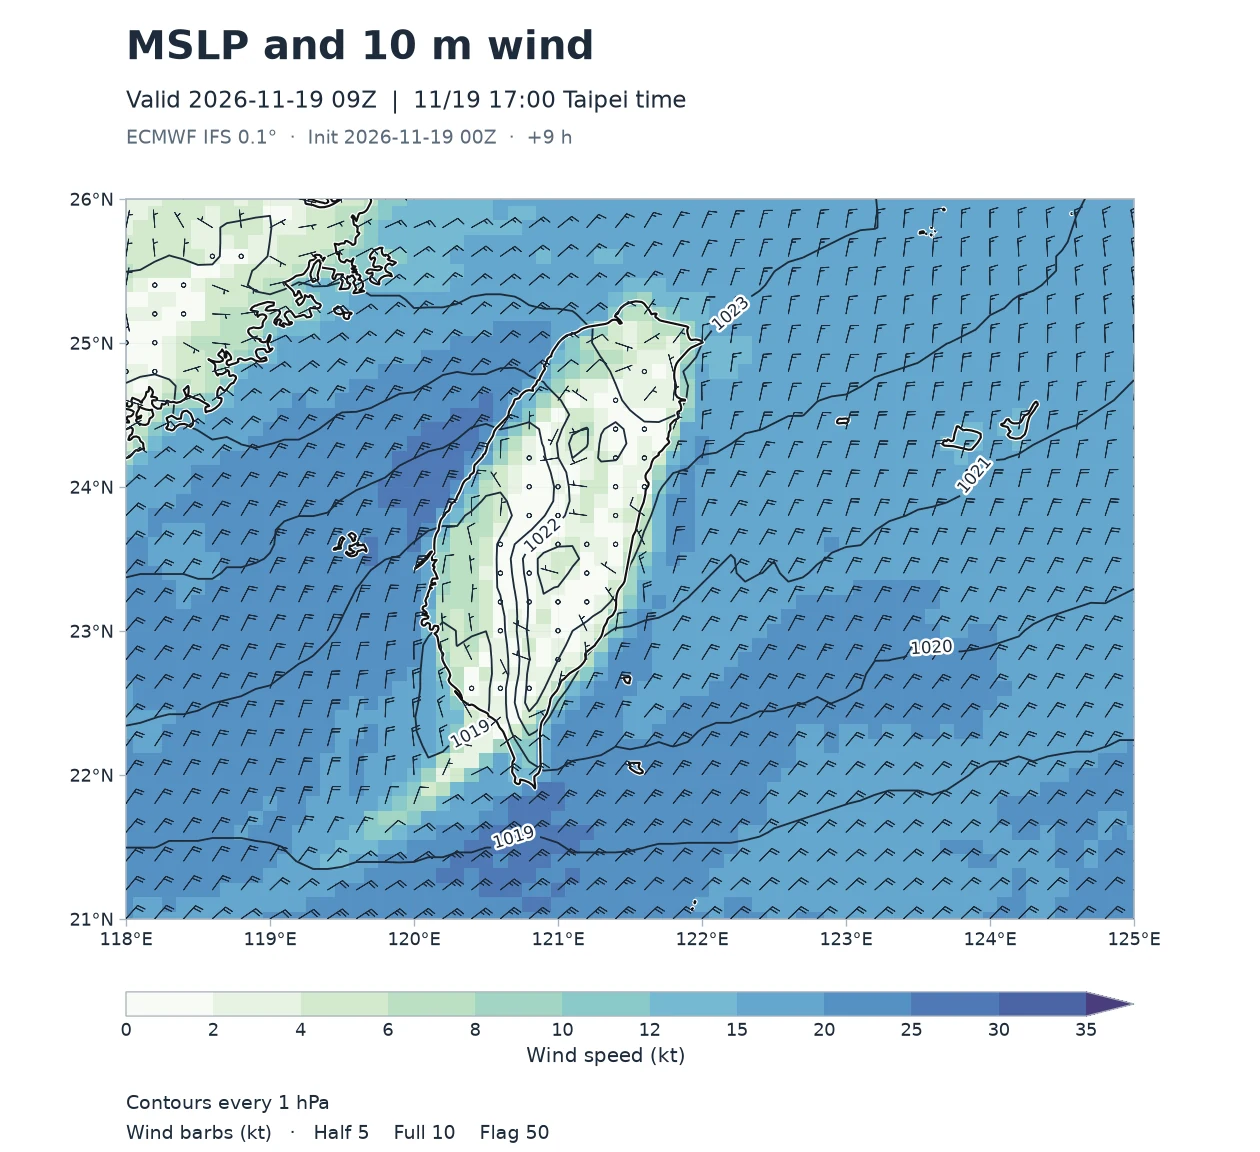 MSLP and 10 m wind
Valid 2026-11-19 09Z | 11/19 17:00 Taipei time
ECMWF IFS 0.1° · Init 2026-11-19 00Z · +9 h
26°N
25°N
24°N
23°N
22°N
21°N
1023
1021
1022
1020
1019
1019
118°E 119°E 120°E 121°E 122°E 123°E 124°E 125°E
0 2 4 6 8 10 12 15 20 25 30 35
Wind speed (kt)
Contours every 1 hPa
Wind barbs (kt) · Half 5 Full 10 Flag 50